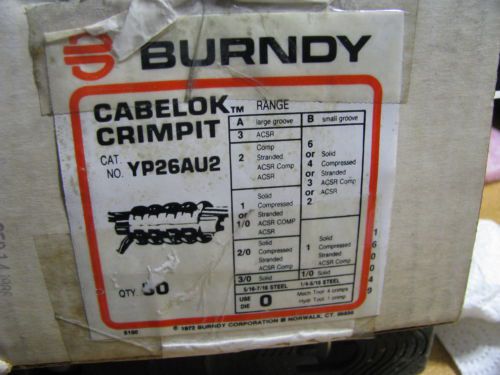 BURNDY
CABELOK™
CRIMPIT
CAT.
NO. YP26AU2
QTY. 50
RANGE
A large groove
B small groove
3 ACSR
2 Comp
Stranded
ACSR Comp
ACSR
6
or Solid
4 Compressed
or Stranded
3 ACSR Comp
or ACSR
2
1
or
1/0
Solid
Compressed
Stranded
ACSR COMP
ACSR
2/0 Solid
Compressed
Stranded
ACSR Comp
1 Solid
Compressed
Stranded
ACSR Comp
3/0 Solid
1/0 Solid
5/16-7/16 STEEL
1/4-5/16 STEEL
USE
DIE O
Mech Tool 4 crimps
Hydr Tool 1 crimp
5150
© 1972 BURNDY CORPORATION NORWALK, CT. 06856